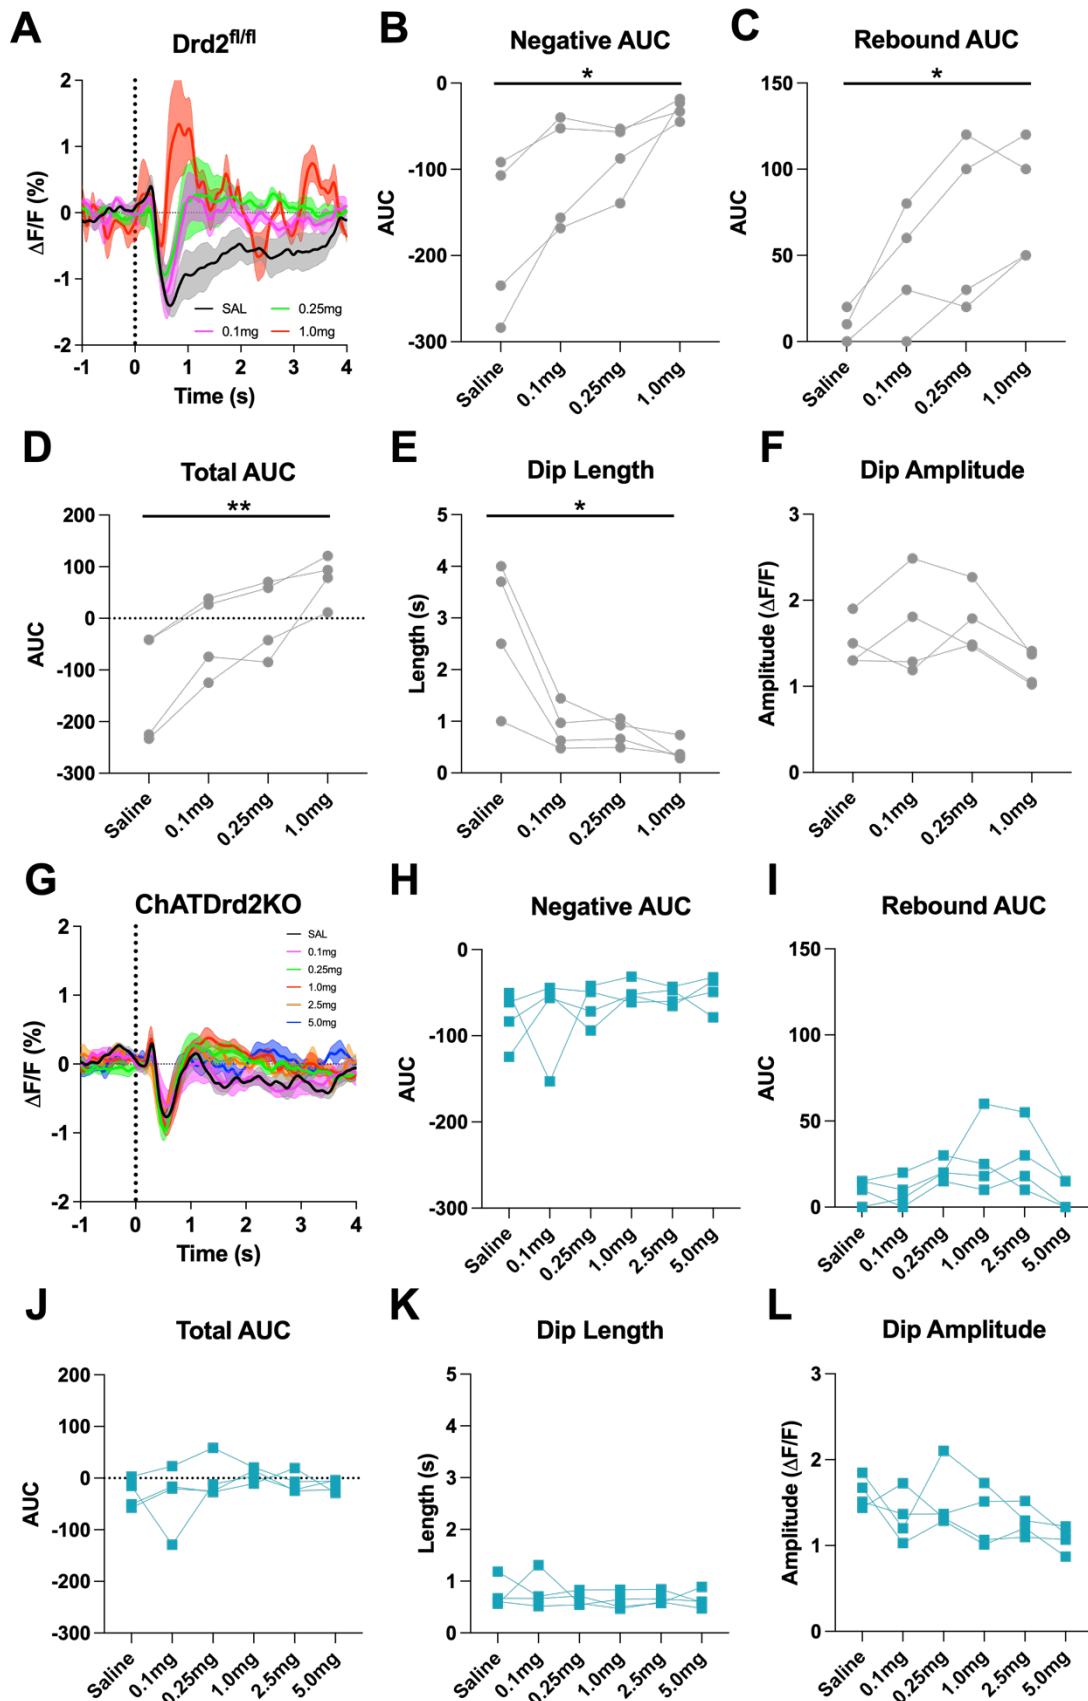 A
Drd2fl/fl
ΔF/F (%)
2
1
0
-1
-2
SAL
0.25mg
0.1mg
1.0mg
-1 0 1 2 3 4
Time (s)
B
Negative AUC
*
AUC
0
-100
-200
-300
Saline 0.1mg 0.25mg 1.0mg
C
Rebound AUC
*
AUC
150
100
50
0
Saline 0.1mg 0.25mg 1.0mg
D
Total AUC
**
AUC
200
100
0
-100
-200
-300
Saline 0.1mg 0.25mg 1.0mg
E
Dip Length
*
Length (s)
5
4
3
2
1
0
Saline 0.1mg 0.25mg 1.0mg
F
Dip Amplitude
Amplitude (ΔF/F)
3
2
1
0
Saline 0.1mg 0.25mg 1.0mg
G
ChATDrd2KO
ΔF/F (%)
2
1
0
-1
-2
SAL
0.1mg
0.25mg
1.0mg
2.5mg
5.0mg
-1 0 1 2 3 4
Time (s)
H
Negative AUC
AUC
0
-100
-200
-300
Saline 0.1mg 0.25mg 1.0mg 2.5mg 5.0mg
I
Rebound AUC
AUC
150
100
50
0
Saline 0.1mg 0.25mg 1.0mg 2.5mg 5.0mg
J
Total AUC
AUC
200
100
0
-100
-200
-300
Saline 0.1mg 0.25mg 1.0mg 2.5mg 5.0mg
K
Dip Length
Length (s)
5
4
3
2
1
0
Saline 0.1mg 0.25mg 1.0mg 2.5mg 5.0mg
L
Dip Amplitude
Amplitude (ΔF/F)
3
2
1
0
Saline 0.1mg 0.25mg 1.0mg 2.5mg 5.0mg